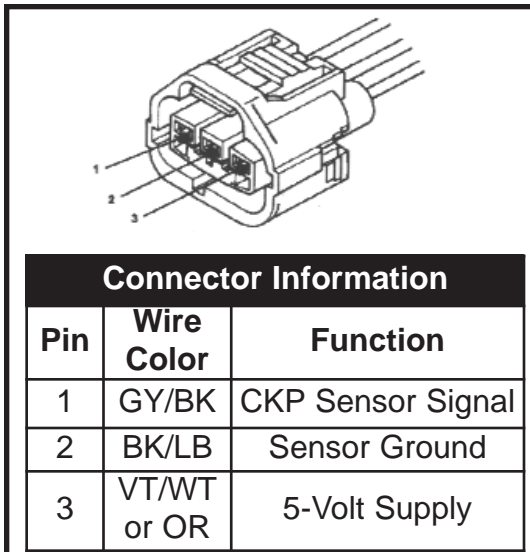 1
2
3
Connector Information
Pin Wire Color Function
1 GY/BK CKP Sensor Signal
2 BK/LB Sensor Ground
3 VT/WT or OR 5-Volt Supply